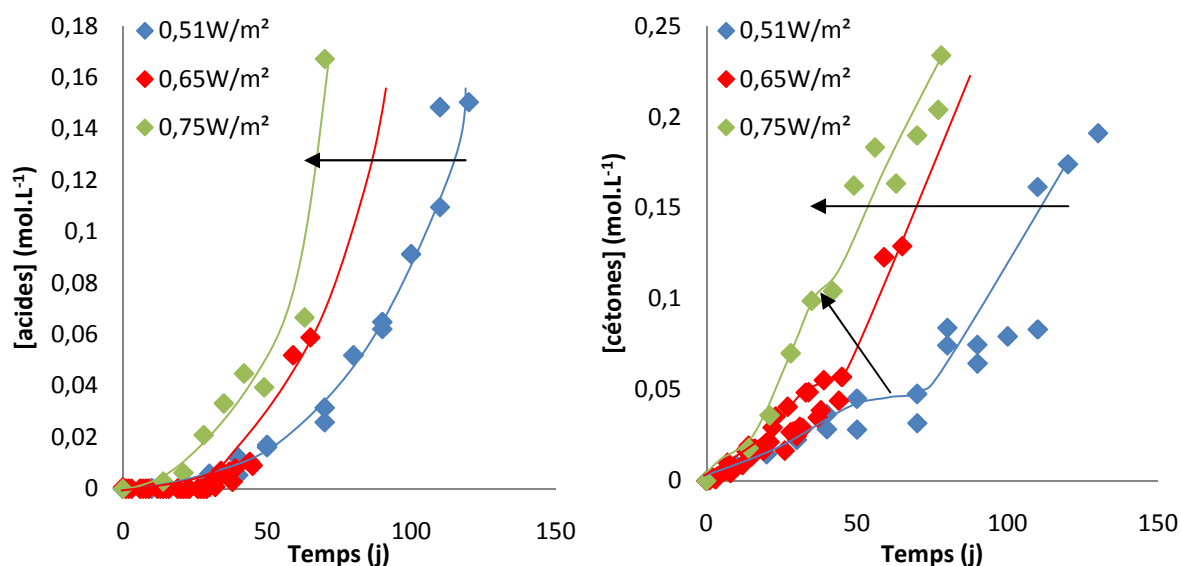 0,18
0,16
0,14
0,12
0,1
0,08
0,06
0,04
0,02
0
[acides] (mol.L⁻¹)
0,51W/m²
0,65W/m²
0,75W/m²
0 50 100 150
Temps (j)
0,25
0,2
0,15
0,1
0,05
0
[cétones] (mol.L⁻¹)
0,51W/m²
0,65W/m²
0,75W/m²
0 50 100 150
Temps (j)